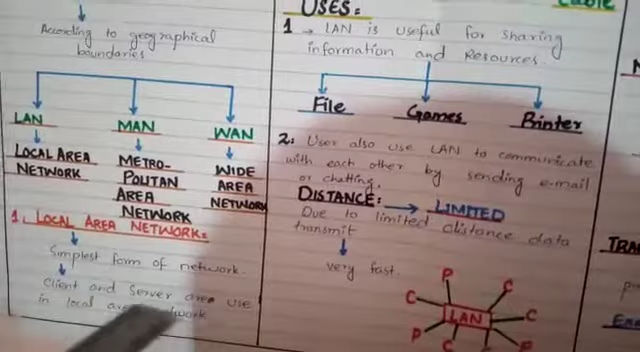 According to geographical
boundaries
LAN
MAN
WAN
LOCAL AREA
NETWORK
METRO-
POLITAN
AREA
NETWORK
WIDE
AREA
NETWORK
1. LOCAL AREA NETWORK:
Simplest form of network.
Client and Server are use
in local area network
USES:
1 → LAN is useful for sharing
information and Resources.
File
Games
Printer
2. User also use LAN to communicate
with each other by sending e-mail
or chatting.
DISTANCE: → LIMITED
Due to limited distance data
transmit
very fast.
P
C
C
C
LAN
P
C
P